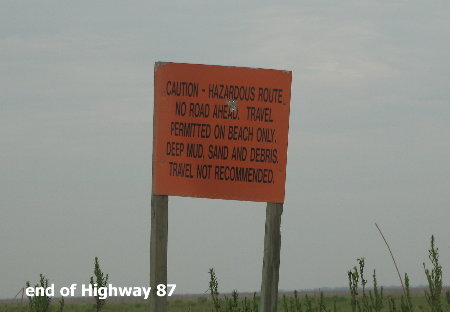 CAUTION - HAZARDOUS ROUTE
NO ROAD AHEAD. TRAVEL
PERMITTED ON BEACH ONLY.
DEEP MUD, SAND AND DEBRIS.
TRAVEL NOT RECOMMENDED.
end of Highway 87